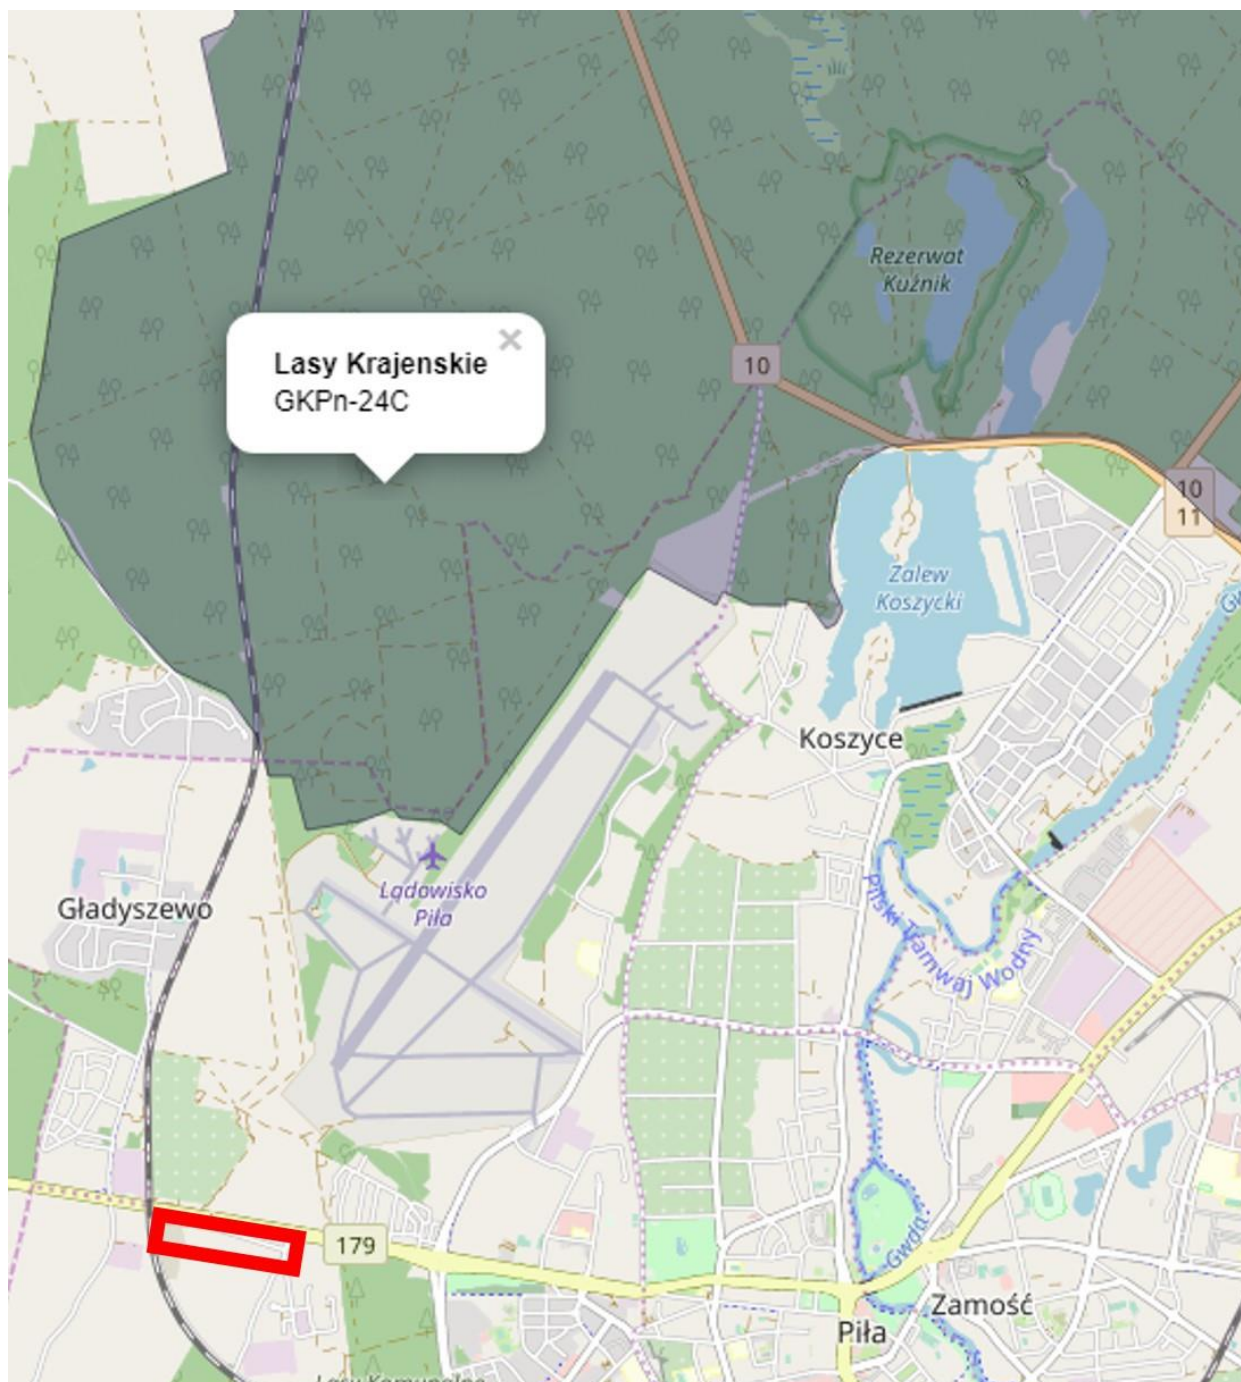 Rezerwat
Kuźnik
Lasy Krajenskie
×
GKPn-24C
10
10
11
Zalew
Koszycki
Koszyce
Gładyszewo
Lądowisko
Piła
Pilski Tramwaj Wodny
179
Gwda
Zamość
Piła